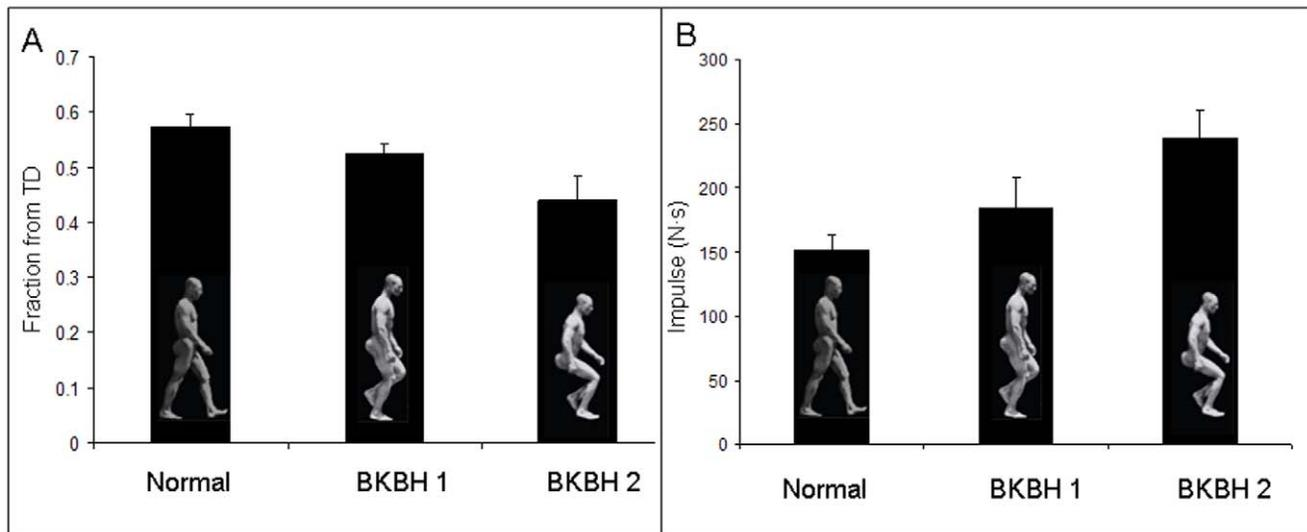 A
Fraction from TD
0.7
0.6
0.5
0.4
0.3
0.2
0.1
0
Normal
BKBH 1
BKBH 2
B
Impulse (N·s)
300
250
200
150
100
50
0
Normal
BKBH 1
BKBH 2